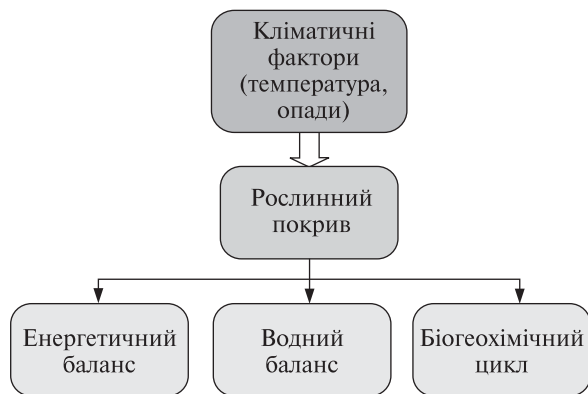 Кліматичні
фактори
(температура,
опади)
Рослинний
покрив
Енергетичний
баланс
Водний
баланс
Біогеохімічний
цикл